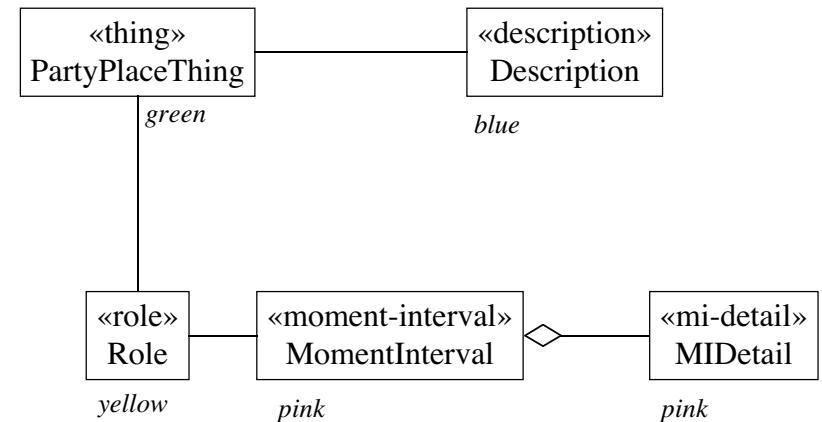 «thing»
PartyPlaceThing
green
«description»
Description
blue
«role»
Role
yellow
«moment-interval»
MomentInterval
pink
«mi-detail»
MIDetail
pink